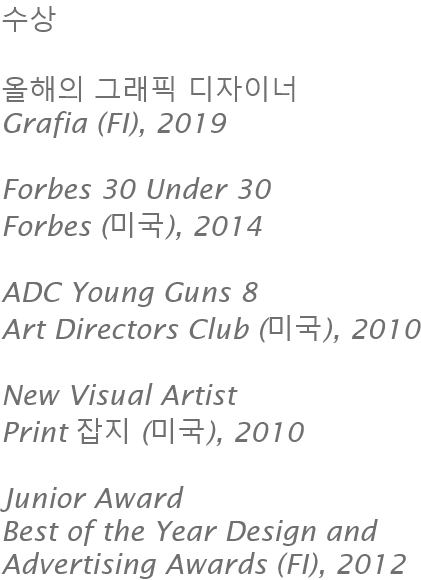 수상
올해의 그래픽 디자이너
Grafia (FI), 2019
Forbes 30 Under 30
Forbes (미국), 2014
ADC Young Guns 8
Art Directors Club (미국), 2010
New Visual Artist
Print 잡지 (미국), 2010
Junior Award
Best of the Year Design and
Advertising Awards (FI), 2012